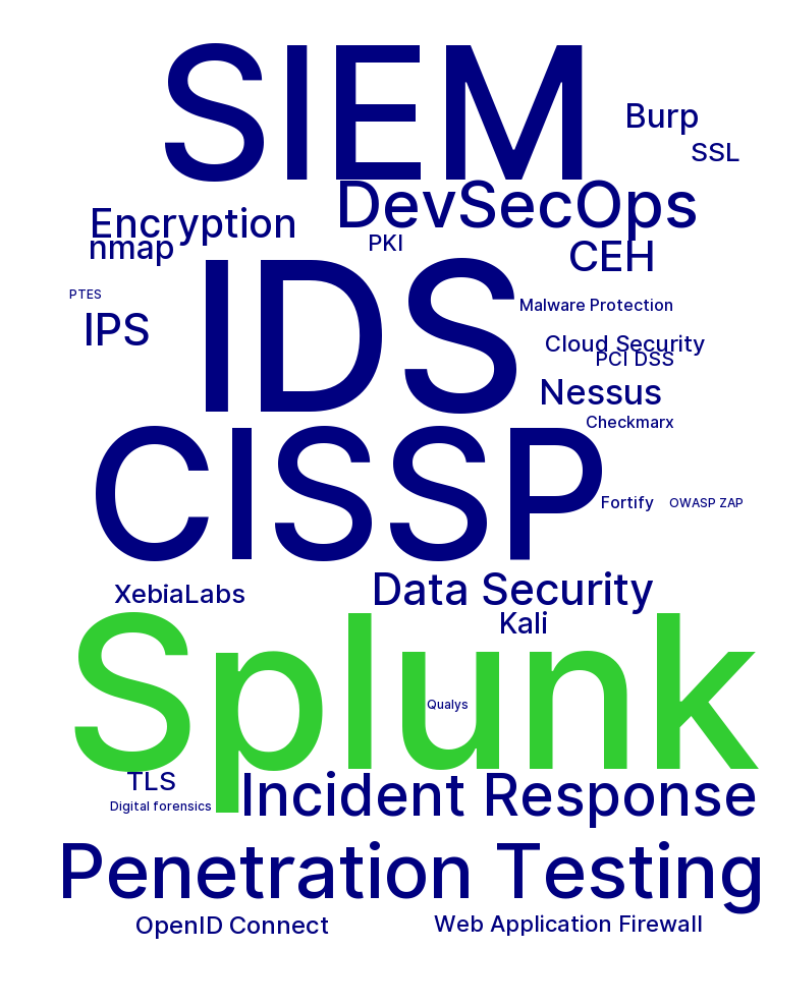 SIEM
Burp
SSL
DevSecOps
Encryption
PKI
nmap
CEH
IDS
PTES
Malware Protection
IPS
Cloud Security
PCI DSS
Nessus
Checkmarx
CISSP
Fortify
OWASP ZAP
XebiaLabs
Data Security
Kali
Splunk
Qualys
TLS
Incident Response
Digital forensics
Penetration Testing
OpenID Connect
Web Application Firewall